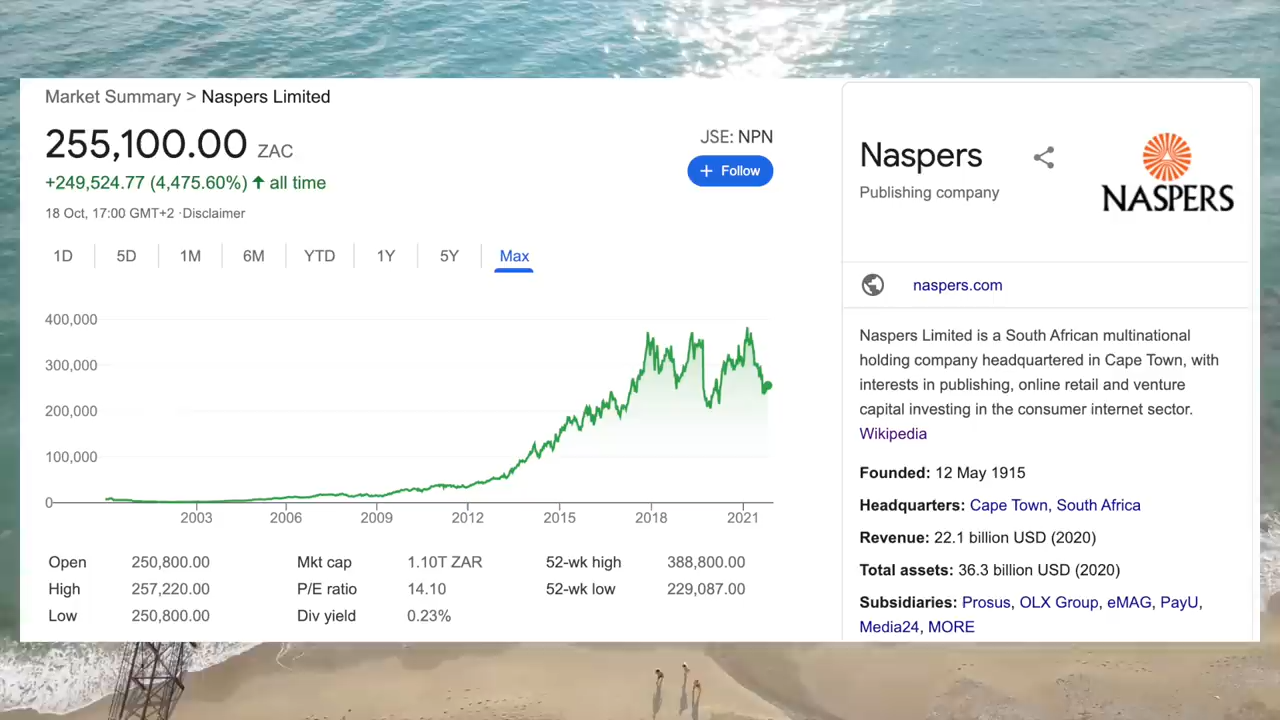 Market Summary > Naspers Limited
255,100.00 ZAC
+249,524.77 (4,475.60%) ↑ all time
18 Oct, 17:00 GMT+2 ·Disclaimer
JSE: NPN
+ Follow
1D 5D 1M 6M YTD 1Y 5Y Max
400,000
300,000
200,000
100,000
0
2003 2006 2009 2012 2015 2018 2021
Open 250,800.00 Mkt cap 1.10T ZAR 52-wk high 388,800.00
High 257,220.00 P/E ratio 14.10 52-wk low 229,087.00
Low 250,800.00 Div yield 0.23%
Naspers
Publishing company
NASPERS
naspers.com
Naspers Limited is a South African multinational
holding company headquartered in Cape Town, with
interests in publishing, online retail and venture
capital investing in the consumer internet sector.
Wikipedia
Founded: 12 May 1915
Headquarters: Cape Town, South Africa
Revenue: 22.1 billion USD (2020)
Total assets: 36.3 billion USD (2020)
Subsidiaries: Prosus, OLX Group, eMAG, PayU,
Media24, MORE